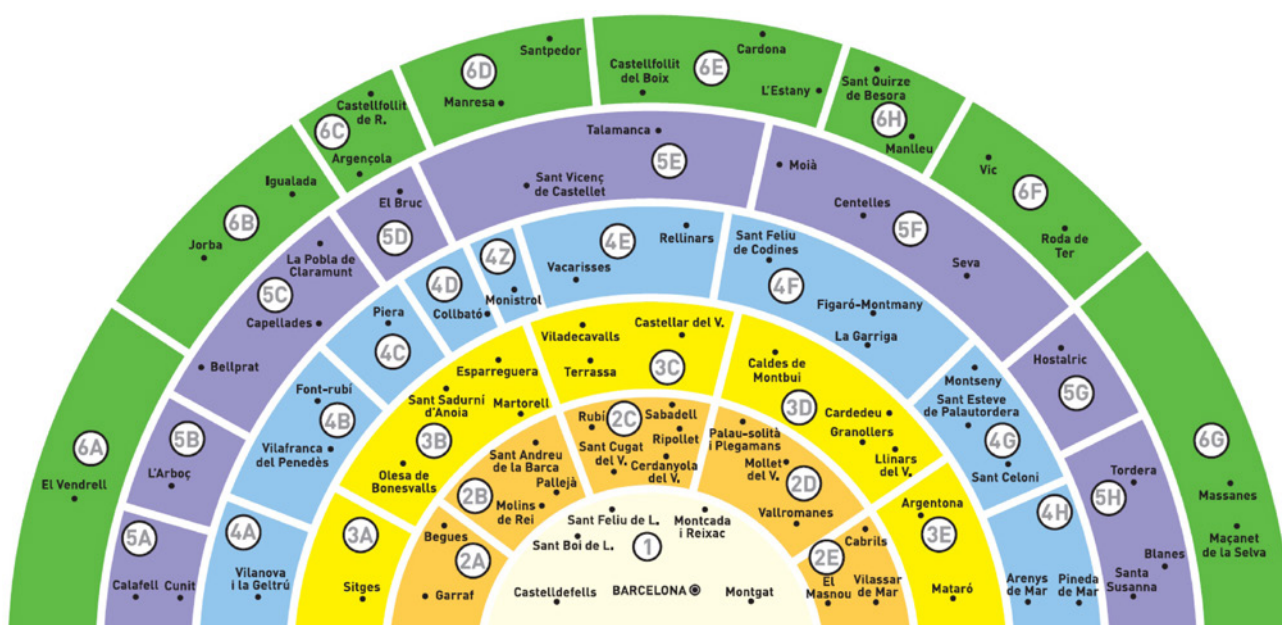 Santpedor
6D
Manresa
Cardona
Castellfollit
del Boix
6E
L'Estany
Sant Quirze
de Besora
6H
Manlleu
Castellfollit
de R.
6C
Argençola
Talamanca
5E
Sant Vicenç
de Castellet
Moià
Centelles
5F
Seva
Vic
6F
Roda de
Ter
Igualada
6B
Jorba
El Bruc
5D
La Pobla de
Claramunt
5C
Capellades
Bellprat
4Z
Monistrol
4D
Collbató
4E
Rellinars
Vacarisses
Sant Feliu
de Codines
4F
Figaró-Montmany
La Garriga
Piera
4C
Viladecavalls
Castellar del V.
Terrassa
3C
Caldes de
Montbui
3D
Cardedeu
Granollers
Llinars
del V.
Hostalric
5G
Montseny
Sant Esteve
de Palautordera
4G
Sant Celoni
Font-rubí
4B
Vilafranca
del Penedès
Esparreguera
Sant Sadurní
d'Anoia
Martorell
3B
Olesa de
Bonesvalls
Rubí
2C
Sabadell
Ripollet
Sant Cugat
del V.
Cerdanyola
del V.
Palau-solità
i Plegamans
Mollet
del V.
2D
Vallromanes
6A
El Vendrell
5B
L'Arboç
Sant Andreu
de la Barca
Pallejà
2B
Molins
de Rei
6G
Massanes
Maçanet
de la Selva
Tordera
5H
Blanes
Santa
Susanna
5A
Calafell
Cunit
4A
Vilanova
i la Geltrú
3A
Sitges
Begues
2A
Garraf
Sant Feliu de L.
Montcada
i Reixac
Sant Boi de L.
1
BARCELONA
Castelldefells
Montgat
2E
Cabrils
El
Masnou
Vilassar
de Mar
Argentona
3E
Mataró
4H
Arenys
de Mar
Pineda
de Mar